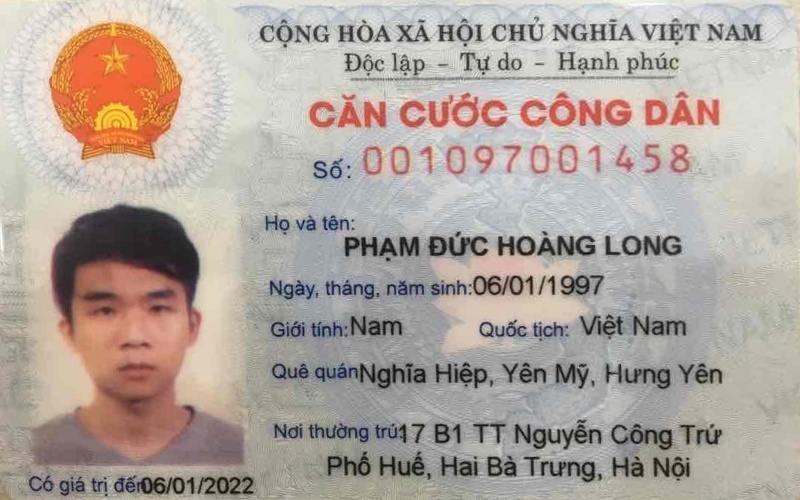 CỘNG HÒA XÃ HỘI CHỦ NGHĨA VIỆT NAM
Độc lập – Tự do – Hạnh phúc
CĂN CƯỚC CÔNG DÂN
Số: 001097001458
Họ và tên:
PHẠM ĐỨC HOÀNG LONG
Ngày, tháng, năm sinh:06/01/1997
Giới tính:Nam Quốc tịch: Việt Nam
Quê quán Nghĩa Hiệp, Yên Mỹ, Hưng Yên
Nơi thường trú:17 B1 TT Nguyễn Công Trứ
Phố Huế, Hai Bà Trưng, Hà Nội
Có giá trị đến 06/01/2022